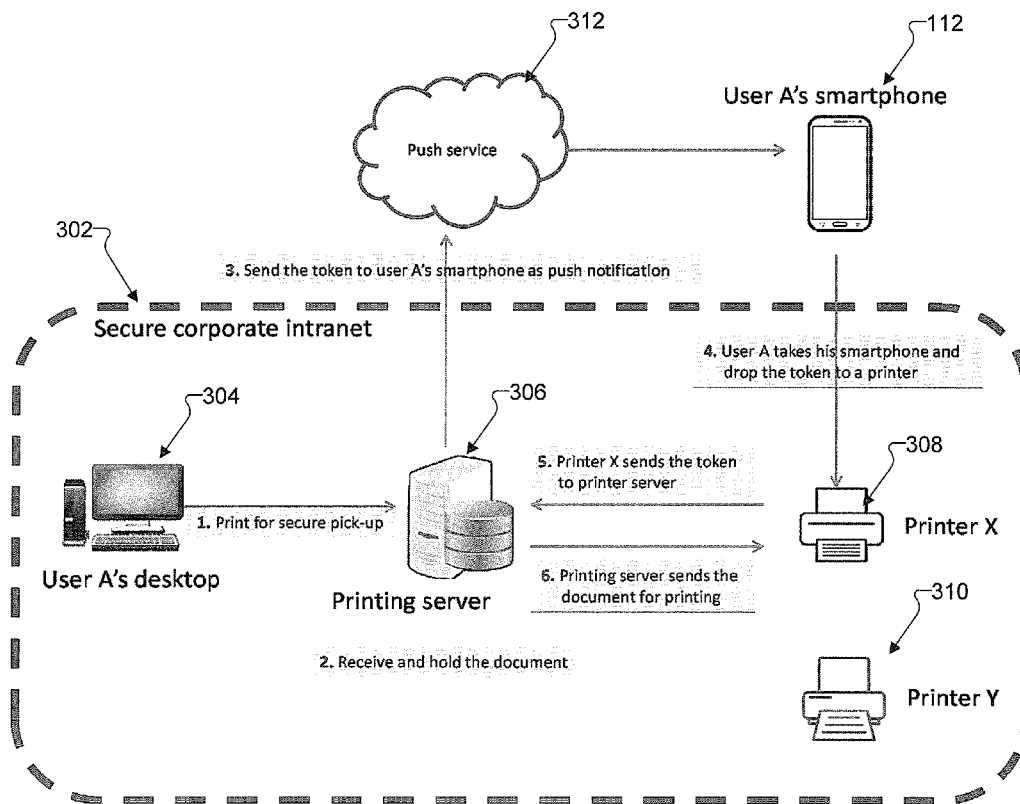 312
112
User A's smartphone
Push service
302
3. Send the token to user A's smartphone as push notification
Secure corporate intranet
4. User A takes his smartphone and
drop the token to a printer
304
306
308
5. Printer X sends the token
to printer server
1. Print for secure pick-up
Printer X
User A's desktop
Printing server
6. Printing server sends the
document for printing
310
2. Receive and hold the document
Printer Y